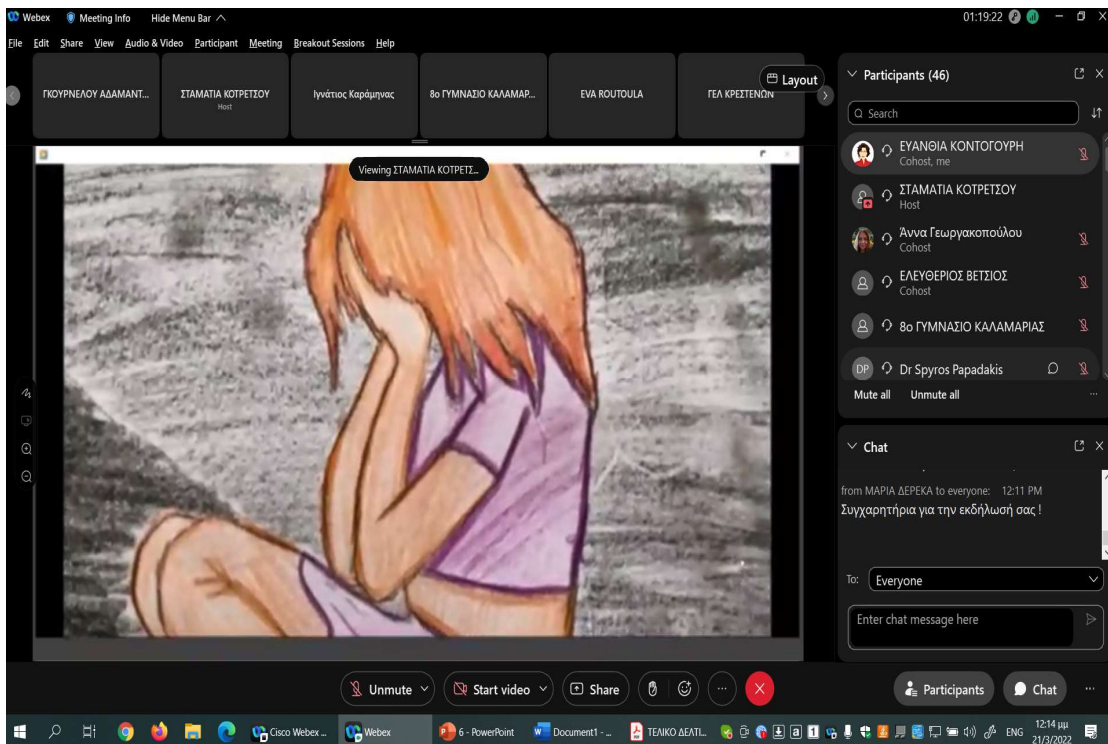 Webex Meeting Info Hide Menu Bar 01:19:22
File Edit Share View Audio & Video Participant Meeting Breakout Sessions Help
ΓΚΟΥΡΝΕΛΟΥ ΑΔΑΜΑΝΤ...
ΣΤΑΜΑΤΙΑ ΚΟΤΡΕΤΣΟΥ
Host
Ιγνάτιος Καράμηνας
8ο ΓΥΜΝΑΣΙΟ ΚΑΛΑΜΑΡ...
EVA ROUTOULA
ΓΕΛ ΚΡΕΣΤΕΝΩΝ
Layout
Viewing ΣΤΑΜΑΤΙΑ ΚΟΤΡΕΤΣ...
Participants (46)
Search
ΕΥΑΝΘΙΑ ΚΟΝΤΟΓΟΥΡΗ
Cohost, me
ΣΤΑΜΑΤΙΑ ΚΟΤΡΕΤΣΟΥ
Host
Άννα Γεωργακοπούλου
Cohost
ΕΛΕΥΘΕΡΙΟΣ ΒΕΤΣΙΟΣ
Cohost
8ο ΓΥΜΝΑΣΙΟ ΚΑΛΑΜΑΡΙΑΣ
DP Dr Spyros Papadakis
Mute all Unmute all
Chat
from ΜΑΡΙΑ ΔΕΡΕΚΑ to everyone: 12:11 PM
Συγχαρητήρια για την εκδήλωσή σας !
To: Everyone
Enter chat message here
Unmute Start video Share Participants Chat
Cisco Webex ... Webex 6 - PowerPoint Document1 - ... ΤΕΛΙΚΟ ΔΕΛΤΙ... ENG 12:14 μμ
21/3/2022